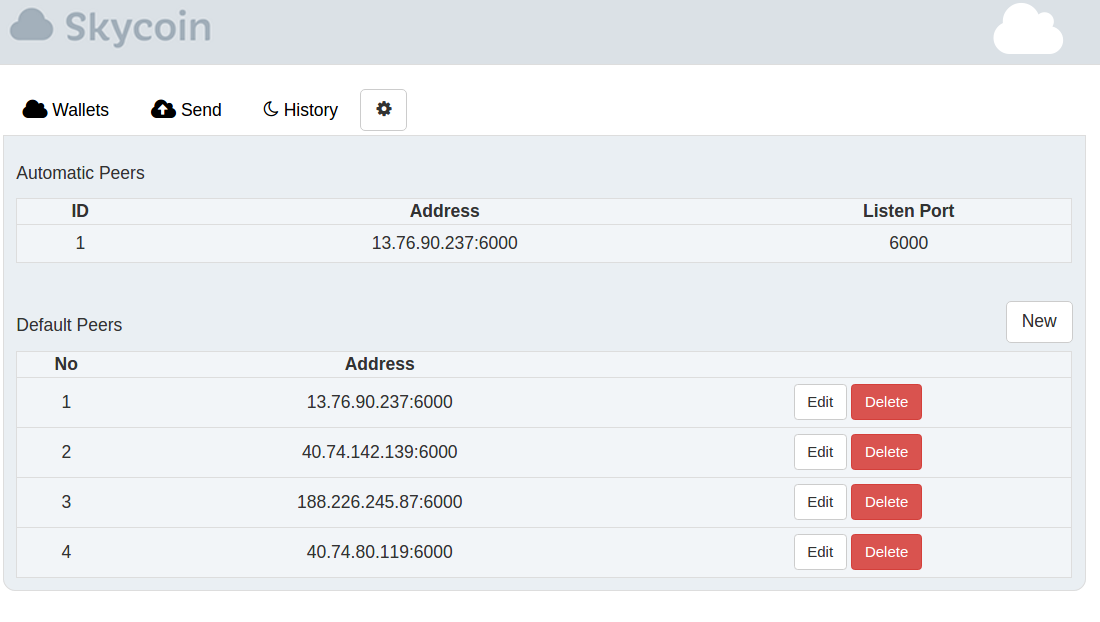 Skycoin
Wallets Send History
Automatic Peers
ID Address Listen Port
1 13.76.90.237:6000 6000
Default Peers New
No Address
1 13.76.90.237:6000 Edit Delete
2 40.74.142.139:6000 Edit Delete
3 188.226.245.87:6000 Edit Delete
4 40.74.80.119:6000 Edit Delete